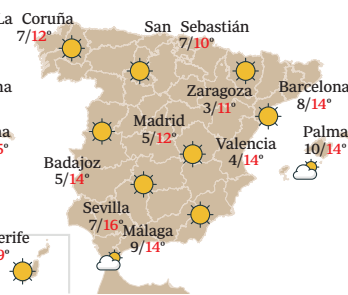 La Coruña
7/12°
San Sebastián
7/10°
Zaragoza
3/11°
Barcelona
8/14°
Madrid
5/12°
Valencia
4/14°
Palma
10/14°
Badajoz
5/14°
Sevilla
7/16°
Málaga
9/14°